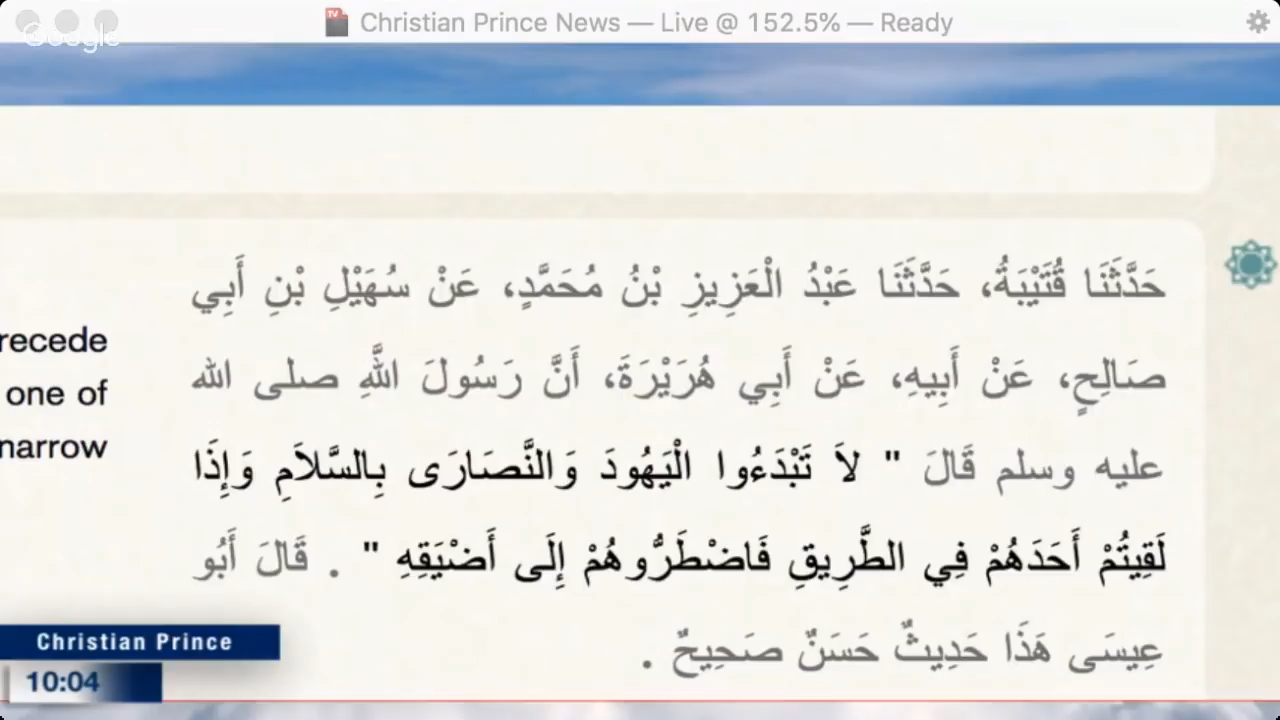 Christian Prince News — Live @ 152.5% — Ready
Google
حَدَّثَنَا قُتَيْبَةُ، حَدَّثَنَا عَبْدُ الْعَزِيزِ بْنُ مُحَمَّدٍ، عَنْ سُهَيْلِ بْنِ أَبِي
صَالِحٍ، عَنْ أَبِيهِ، عَنْ أَبِي هُرَيْرَةَ، أَنَّ رَسُولَ اللَّهِ صلى الله
عليه وسلم قَالَ " لاَ تَبْدَءُوا الْيَهُودَ وَالنَّصَارَى بِالسَّلاَمِ وَإِذَا
لَقِيتُمْ أَحَدَهُمْ فِي الطَّرِيقِ فَاضْطَرُّوهُمْ إِلَى أَضْيَقِهِ " . قَالَ أَبُو
عِيسَى هَذَا حَدِيثٌ حَسَنٌ صَحِيحٌ .
recede
one of
narrow
Christian Prince
10:04